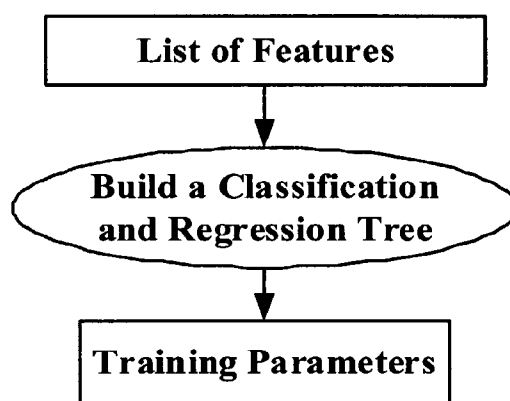 List of Features
Build a Classification
and Regression Tree
Training Parameters